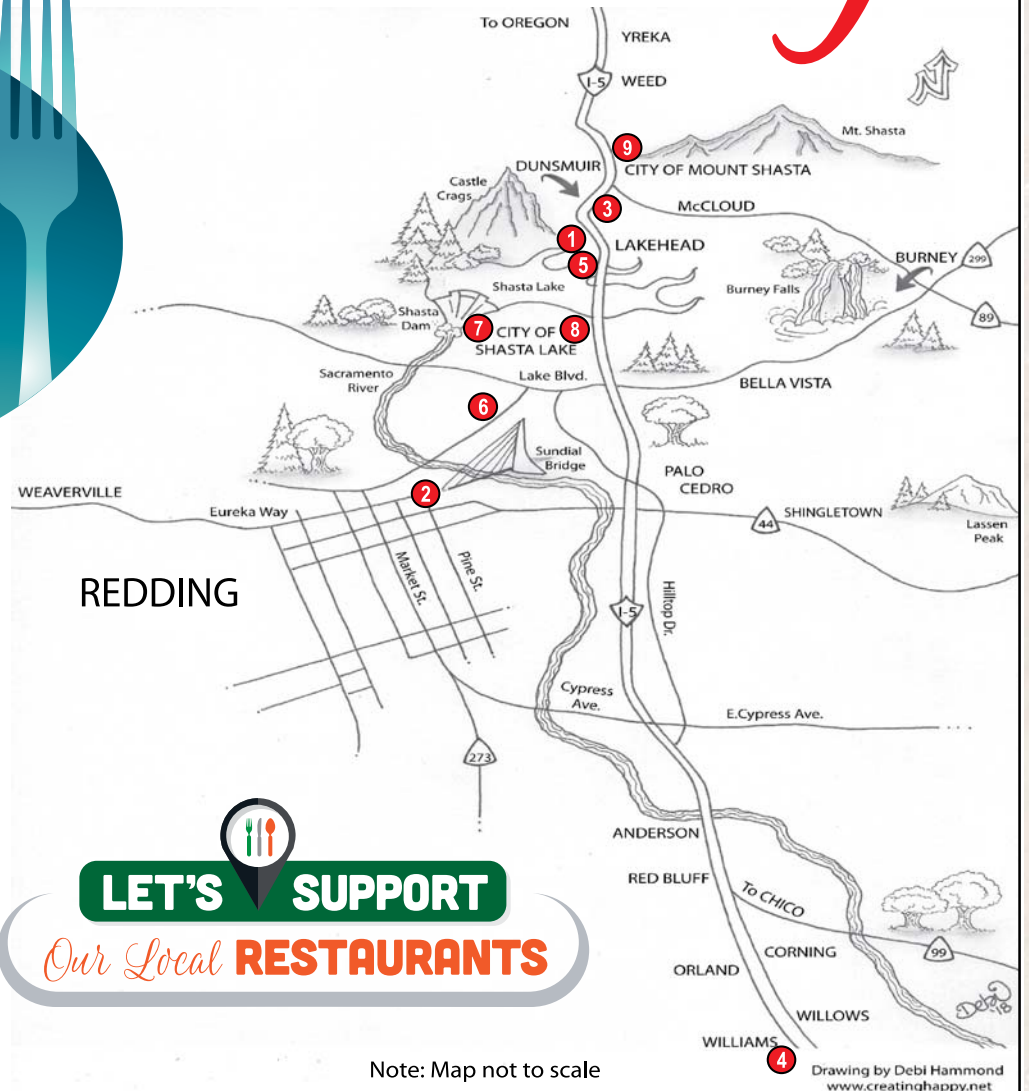 To OREGON
YREKA
I-5
WEED
Mt. Shasta
9
DUNSMUIR
CITY OF MOUNT SHASTA
Castle
Crags
3
McCLOUD
1
LAKEHEAD
5
BURNEY
299
Shasta Lake
Burney Falls
Shasta
Dam
7
CITY OF
8
SHASTA LAKE
89
Sacramento
River
Lake Blvd.
BELLA VISTA
6
Sundial
Bridge
PALO
CEDRO
WEAVERVILLE
2
Eureka Way
44
SHINGLETOWN
Lassen
Peak
Market St.
Pine St.
REDDING
Hilltop Dr.
I-5
Cypress
Ave.
E.Cypress Ave.
273
ANDERSON
RED BLUFF
To CHICO
LET'S SUPPORT
Our Local RESTAURANTS
CORNING
99
ORLAND
WILLOWS
WILLIAMS
4
Note: Map not to scale
Drawing by Debi Hammond
www.creatinghappy.net